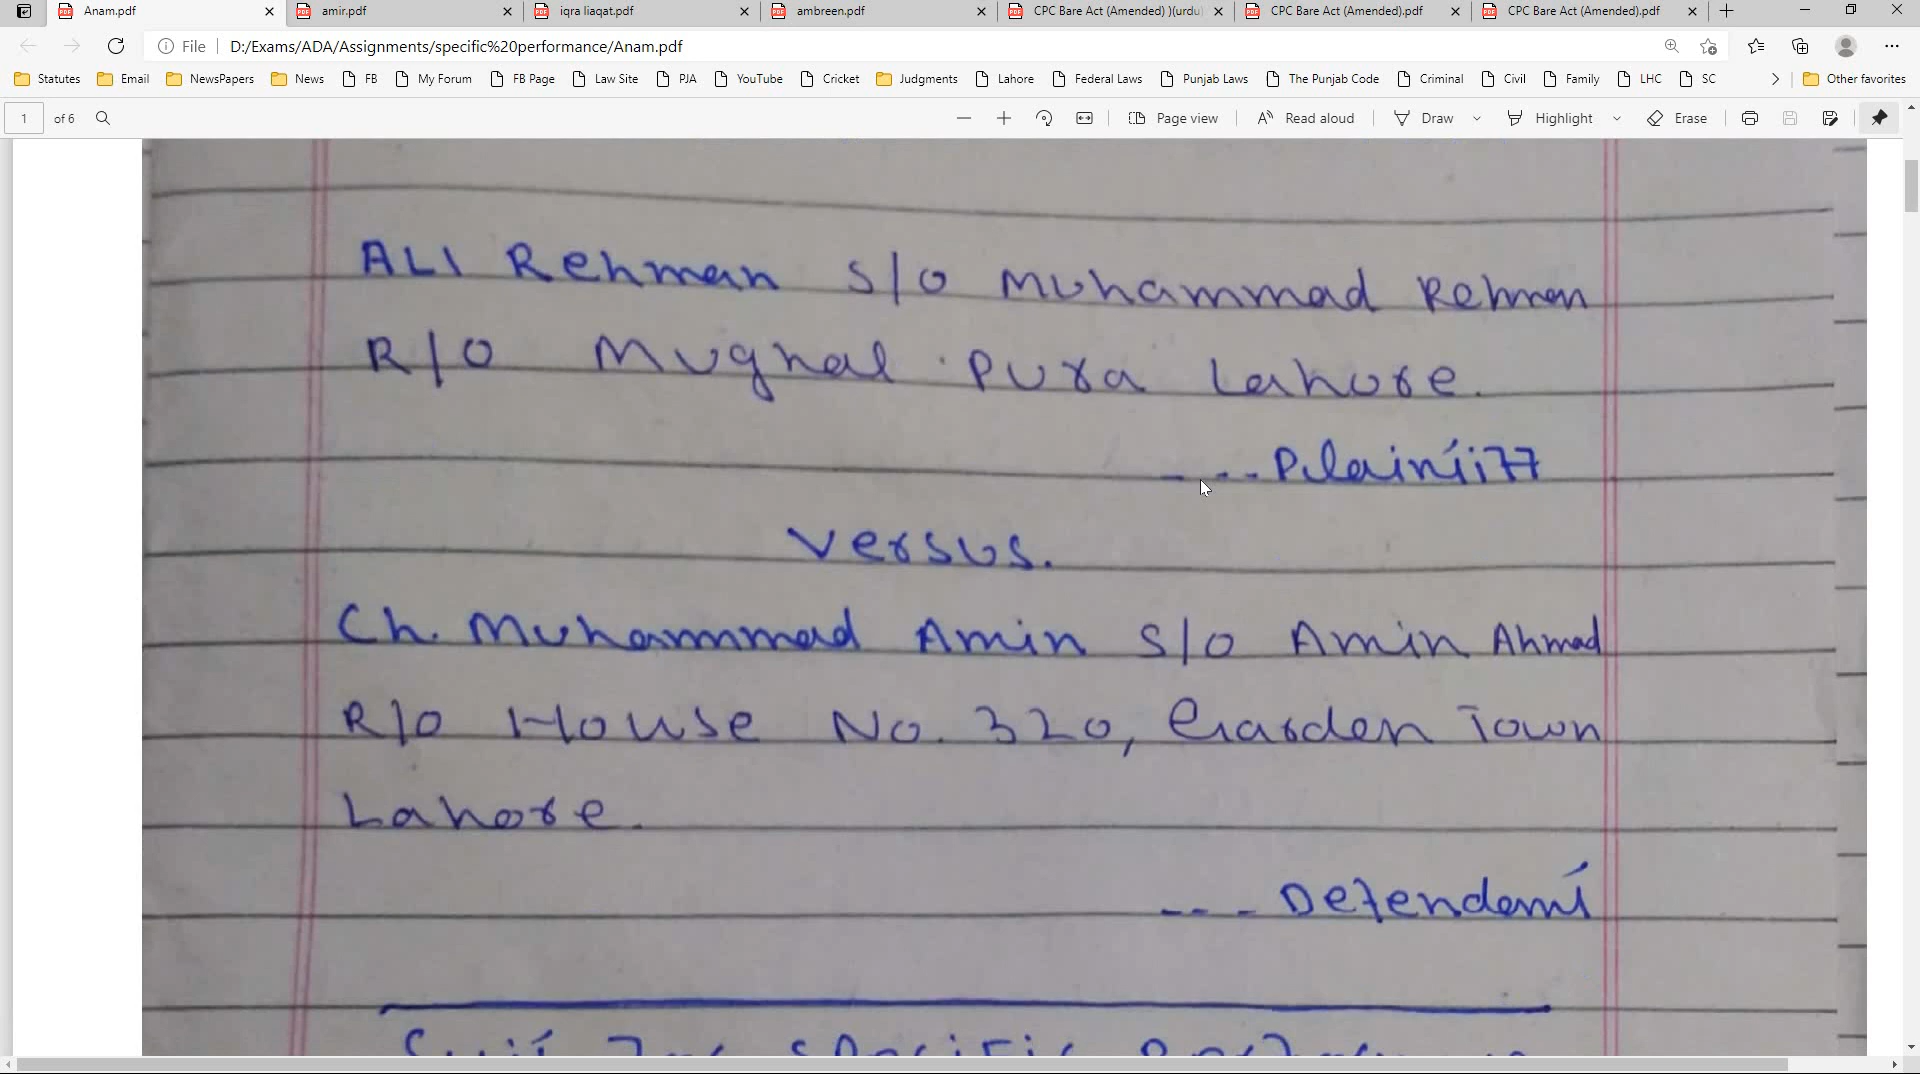 Anam.pdf amir.pdf iqra liaqat.pdf ambreen.pdf CPC Bare Act (Amended) )(urdu CPC Bare Act (Amended).pdf CPC Bare Act (Amended).pdf
File D:/Exams/ADA/Assignments/specific%20performance/Anam.pdf
Statutes Email NewsPapers News FB My Forum FB Page Law Site PJA YouTube Cricket Judgments Lahore Federal Laws Punjab Laws The Punjab Code Criminal Civil Family LHC SC Other favorites
1 of 6 Page view Read aloud Draw Highlight Erase
ALI Rehman s/o Muhammad Rehman
R/O Mughal Pura Lahore.
---- Plaintiff
Versus.
Ch. Muhammad Amin s/o Amin Ahmad
R/o House No. 320, Garden Town
Lahore.
--- Defendant
Suit For Specific Performance